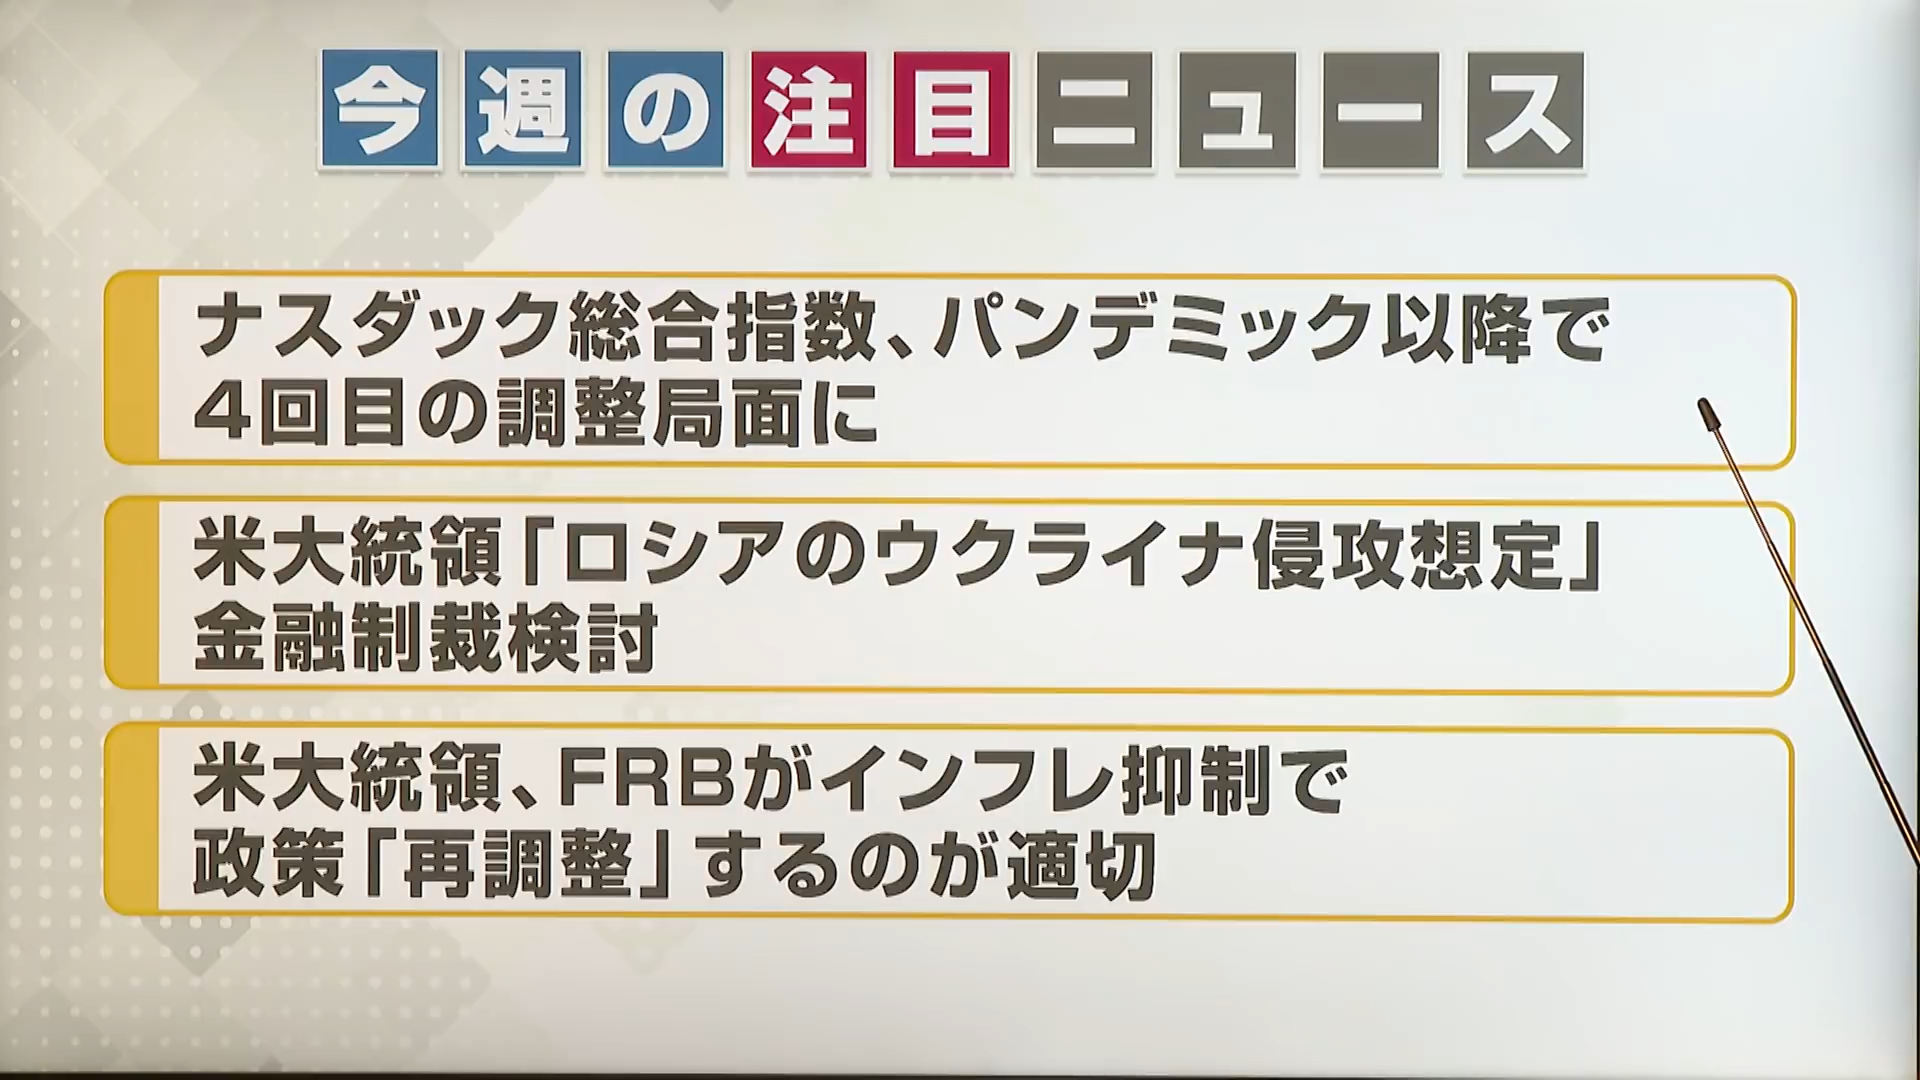 今週の注目ニュース
ナスダック総合指数、パンデミック以降で
4回目の調整局面に
米大統領「ロシアのウクライナ侵攻想定」
金融制裁検討
米大統領、FRBがインフレ抑制で
政策「再調整」するのが適切